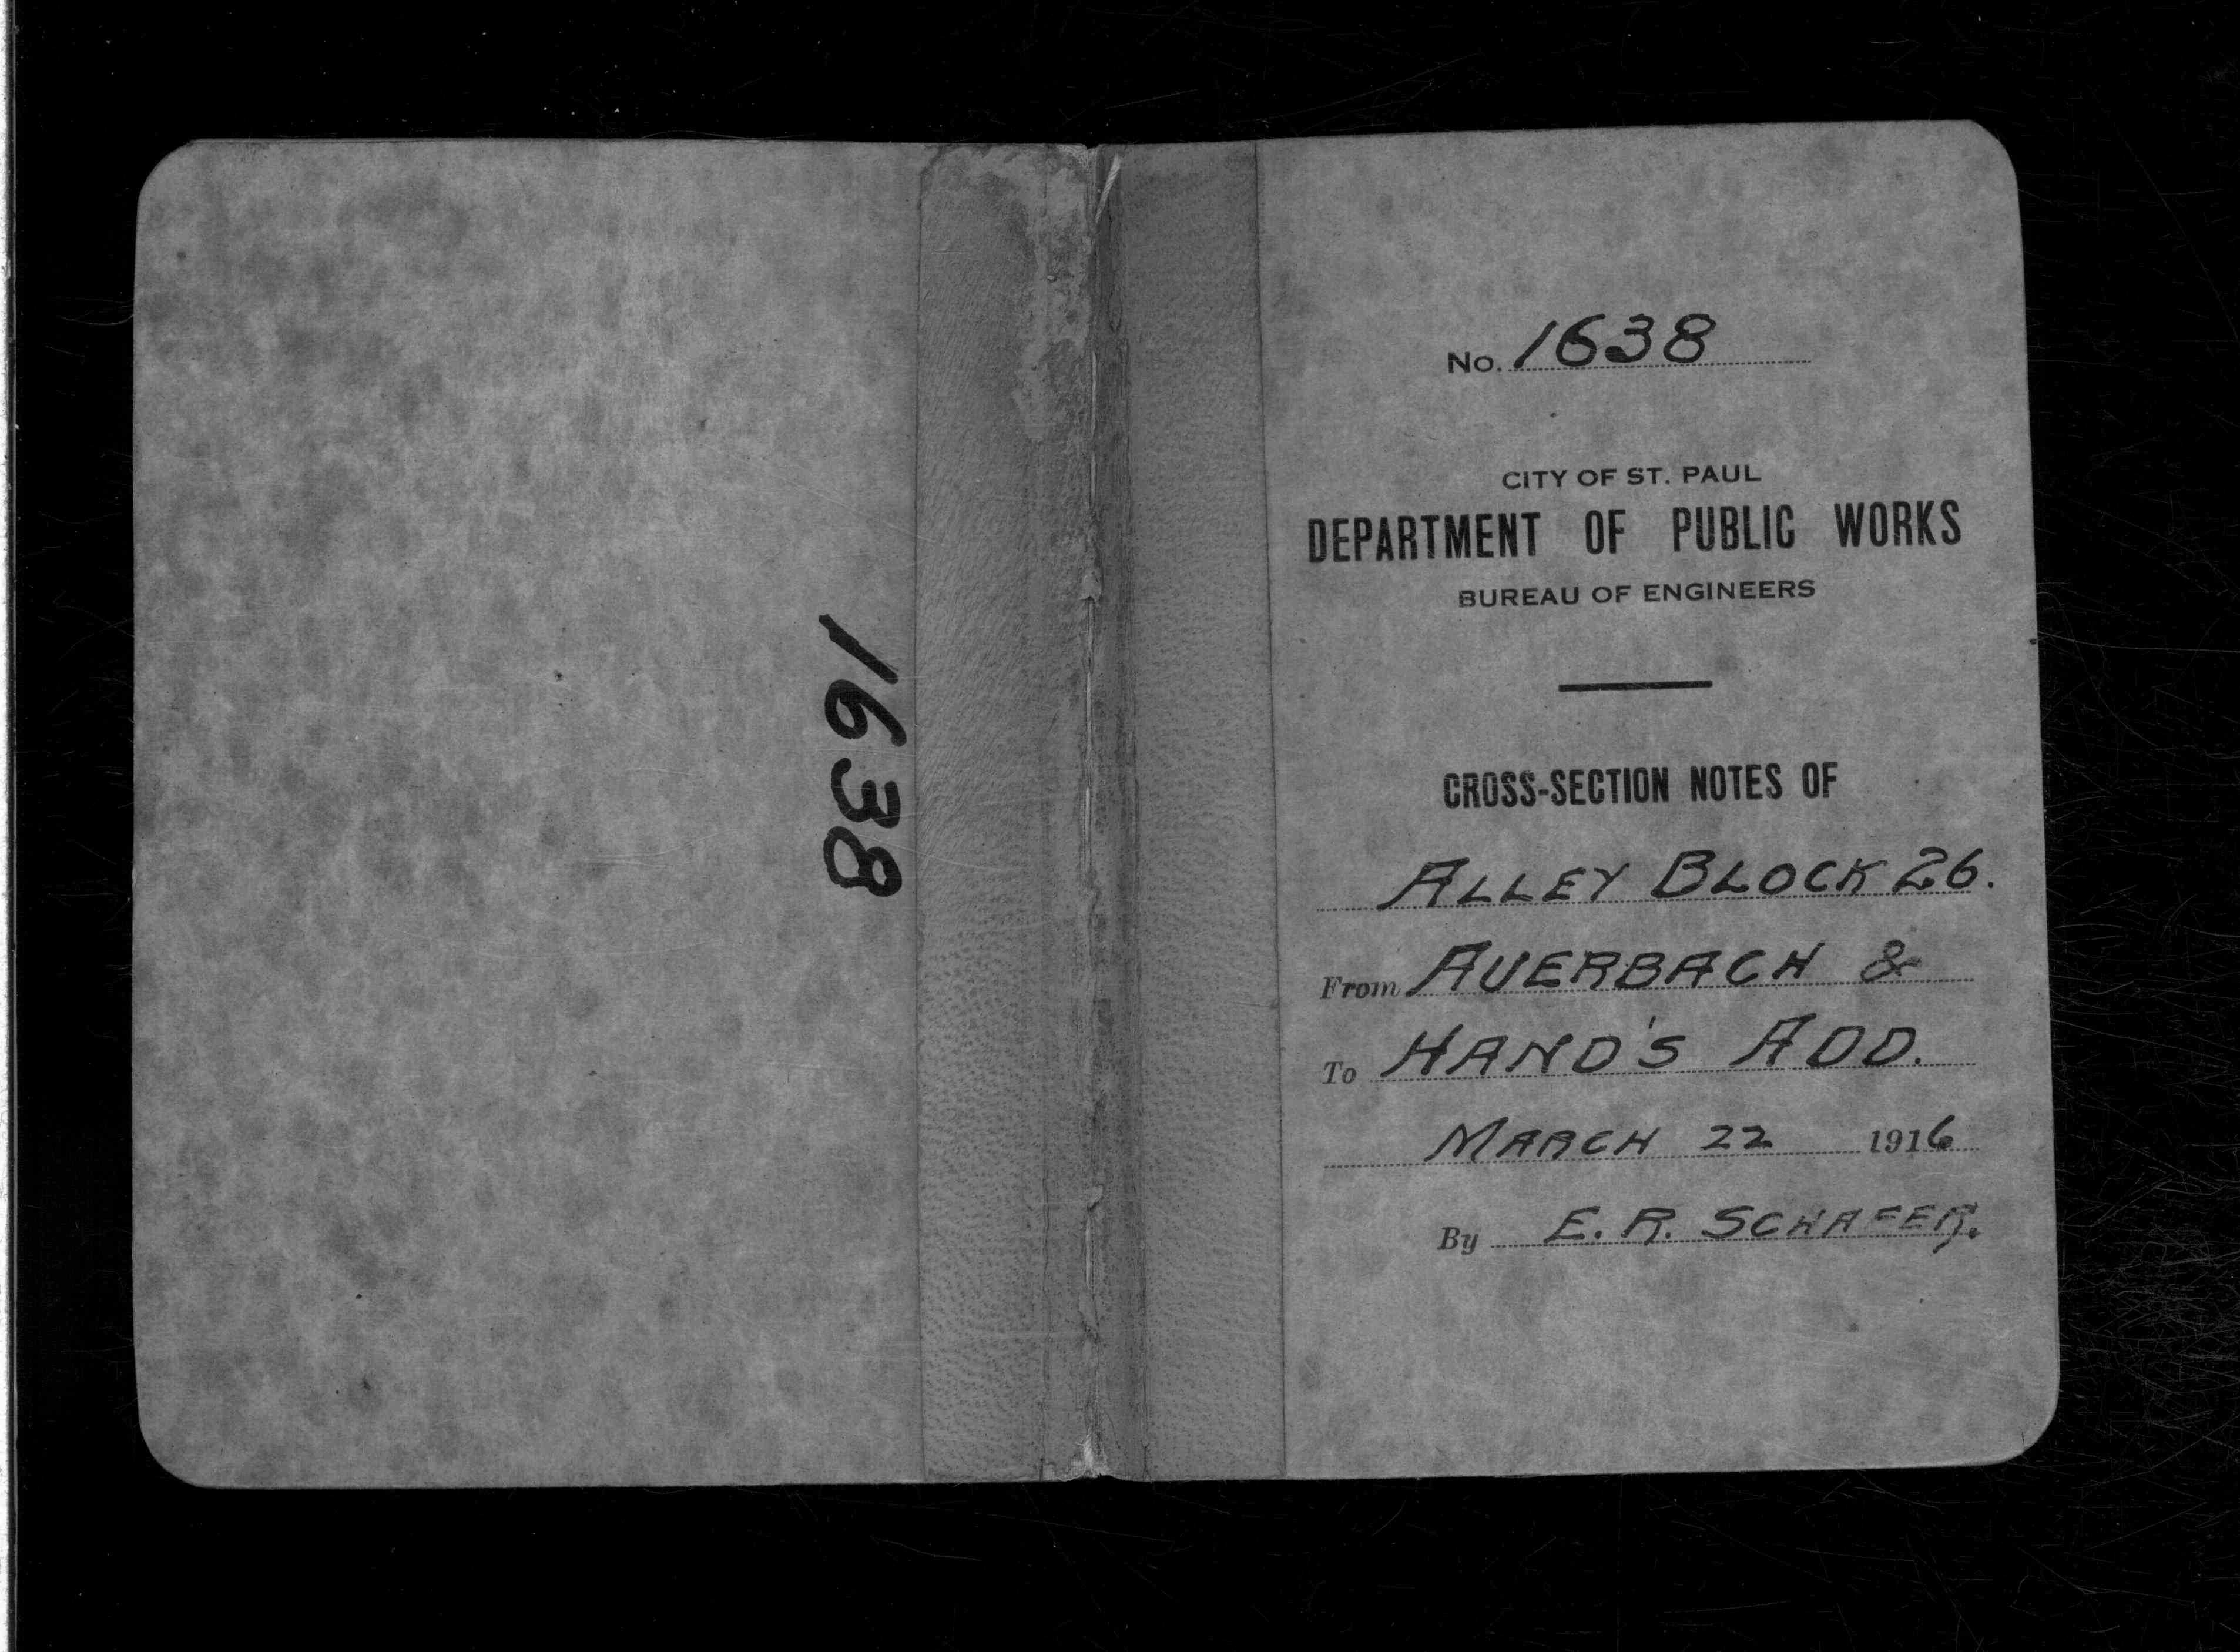 1638
No. 1638
CITY OF ST. PAUL
DEPARTMENT OF PUBLIC WORKS
BUREAU OF ENGINEERS
CROSS-SECTION NOTES OF
ALLEY BLOCK 26.
From AUERBACH &
To HAND'S ADD.
MARCH 22 1916
By E. R. SCHAFER.